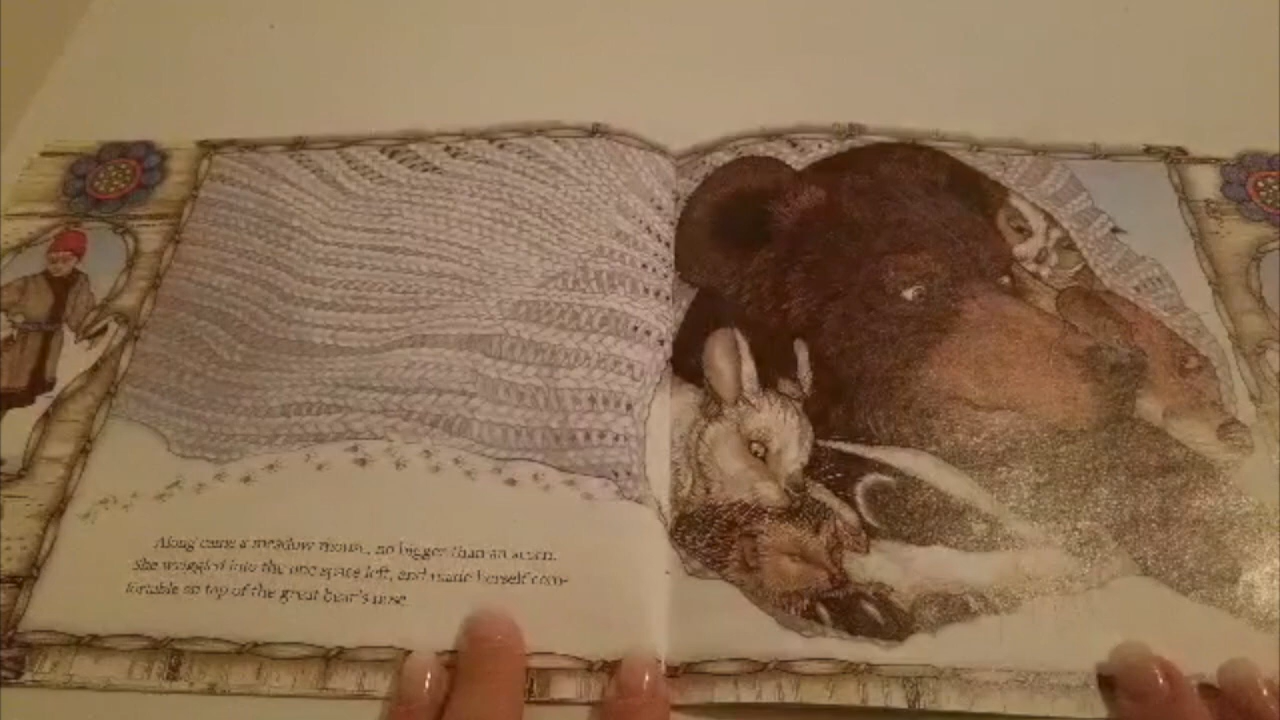 Along came a meadow mouse, no bigger than an acorn.
She wriggled into the one space left, and made herself com-
fortable on top of the great bear's nose.